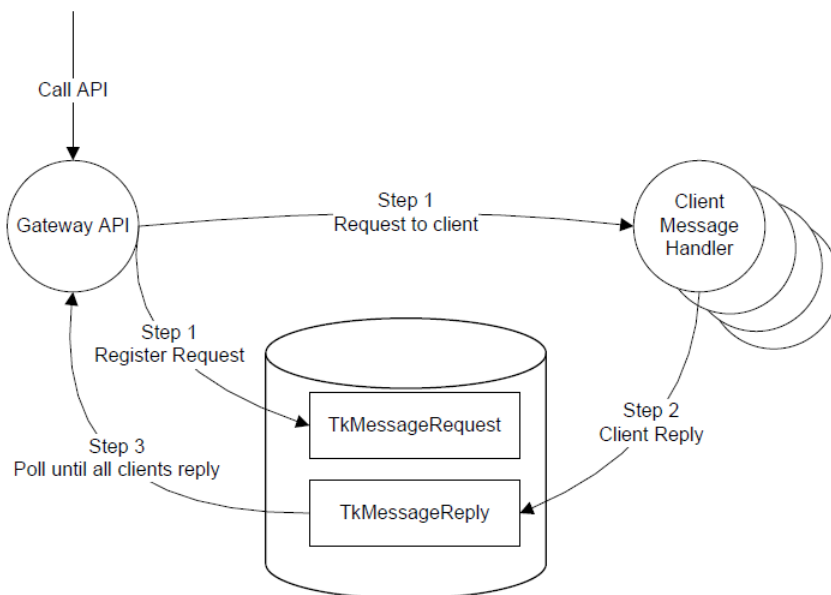 Call API
Gateway API
Step 1
Request to client
Client
Message
Handler
Step 1
Register Request
TkMessageRequest
Step 2
Client Reply
Step 3
Poll until all clients reply
TkMessageReply